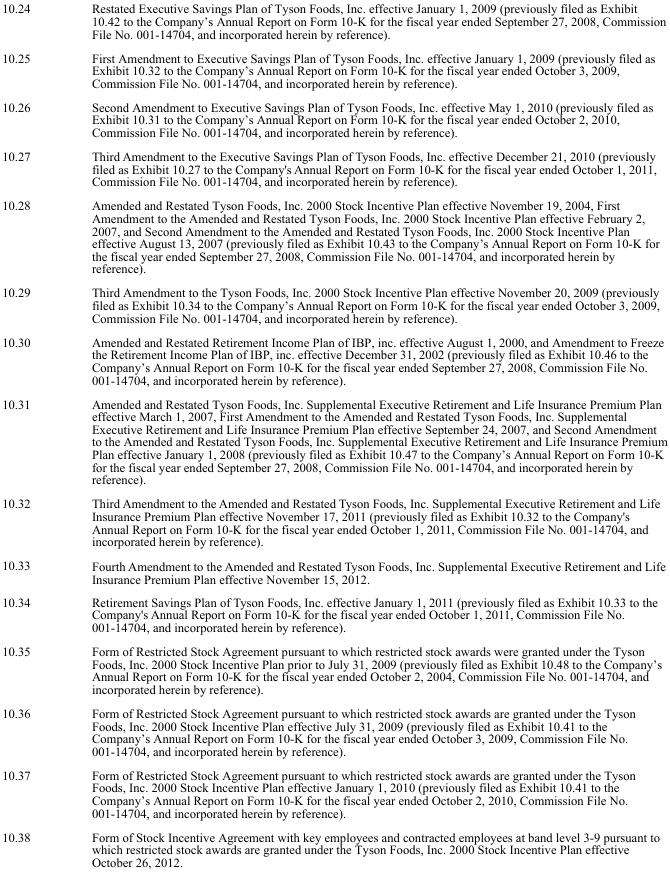 10.24 Restated Executive Savings Plan of Tyson Foods, Inc. effective January 1, 2009 (previously filed as Exhibit
10.42 to the Company’s Annual Report on Form 10-K for the fiscal year ended September 27, 2008, Commission
File No. 001-14704, and incorporated herein by reference).
10.25 First Amendment to Executive Savings Plan of Tyson Foods, Inc. effective January 1, 2009 (previously filed as
Exhibit 10.32 to the Company’s Annual Report on Form 10-K for the fiscal year ended October 3, 2009,
Commission File No. 001-14704, and incorporated herein by reference).
10.26 Second Amendment to Executive Savings Plan of Tyson Foods, Inc. effective May 1, 2010 (previously filed as
Exhibit 10.31 to the Company’s Annual Report on Form 10-K for the fiscal year ended October 2, 2010,
Commission File No. 001-14704, and incorporated herein by reference).
10.27 Third Amendment to the Executive Savings Plan of Tyson Foods, Inc. effective December 21, 2010 (previously
filed as Exhibit 10.27 to the Company's Annual Report on Form 10-K for the fiscal year ended October 1, 2011,
Commission File No. 001-14704, and incorporated herein by reference).
10.28 Amended and Restated Tyson Foods, Inc. 2000 Stock Incentive Plan effective November 19, 2004, First
Amendment to the Amended and Restated Tyson Foods, Inc. 2000 Stock Incentive Plan effective February 2,
2007, and Second Amendment to the Amended and Restated Tyson Foods, Inc. 2000 Stock Incentive Plan
effective August 13, 2007 (previously filed as Exhibit 10.43 to the Company’s Annual Report on Form 10-K for
the fiscal year ended September 27, 2008, Commission File No. 001-14704, and incorporated herein by
reference).
10.29 Third Amendment to the Tyson Foods, Inc. 2000 Stock Incentive Plan effective November 20, 2009 (previously
filed as Exhibit 10.34 to the Company’s Annual Report on Form 10-K for the fiscal year ended October 3, 2009,
Commission File No. 001-14704, and incorporated herein by reference).
10.30 Amended and Restated Retirement Income Plan of IBP, inc. effective August 1, 2000, and Amendment to Freeze
the Retirement Income Plan of IBP, inc. effective December 31, 2002 (previously filed as Exhibit 10.46 to the
Company’s Annual Report on Form 10-K for the fiscal year ended September 27, 2008, Commission File No.
001-14704, and incorporated herein by reference).
10.31 Amended and Restated Tyson Foods, Inc. Supplemental Executive Retirement and Life Insurance Premium Plan
effective March 1, 2007, First Amendment to the Amended and Restated Tyson Foods, Inc. Supplemental
Executive Retirement and Life Insurance Premium Plan effective September 24, 2007, and Second Amendment
to the Amended and Restated Tyson Foods, Inc. Supplemental Executive Retirement and Life Insurance Premium
Plan effective January 1, 2008 (previously filed as Exhibit 10.47 to the Company’s Annual Report on Form 10-K
for the fiscal year ended September 27, 2008, Commission File No. 001-14704, and incorporated herein by
reference).
10.32 Third Amendment to the Amended and Restated Tyson Foods, Inc. Supplemental Executive Retirement and Life
Insurance Premium Plan effective November 17, 2011 (previously filed as Exhibit 10.32 to the Company's
Annual Report on Form 10-K for the fiscal year ended October 1, 2011, Commission File No. 001-14704, and
incorporated herein by reference).
10.33 Fourth Amendment to the Amended and Restated Tyson Foods, Inc. Supplemental Executive Retirement and Life
Insurance Premium Plan effective November 15, 2012.
10.34 Retirement Savings Plan of Tyson Foods, Inc. effective January 1, 2011 (previously filed as Exhibit 10.33 to the
Company's Annual Report on Form 10-K for the fiscal year ended October 1, 2011, Commission File No.
001-14704, and incorporated herein by reference).
10.35 Form of Restricted Stock Agreement pursuant to which restricted stock awards were granted under the Tyson
Foods, Inc. 2000 Stock Incentive Plan prior to July 31, 2009 (previously filed as Exhibit 10.48 to the Company’s
Annual Report on Form 10-K for the fiscal year ended October 2, 2004, Commission File No. 001-14704, and
incorporated herein by reference).
10.36 Form of Restricted Stock Agreement pursuant to which restricted stock awards are granted under the Tyson
Foods, Inc. 2000 Stock Incentive Plan effective July 31, 2009 (previously filed as Exhibit 10.41 to the
Company’s Annual Report on Form 10-K for the fiscal year ended October 3, 2009, Commission File No.
001-14704, and incorporated herein by reference).
10.37 Form of Restricted Stock Agreement pursuant to which restricted stock awards are granted under the Tyson
Foods, Inc. 2000 Stock Incentive Plan effective January 1, 2010 (previously filed as Exhibit 10.41 to the
Company’s Annual Report on Form 10-K for the fiscal year ended October 2, 2010, Commission File No.
001-14704, and incorporated herein by reference).
10.38 Form of Stock Incentive Agreement with key employees and contracted employees at band level 3-9 pursuant to
which restricted stock awards are granted under the Tyson Foods, Inc. 2000 Stock Incentive Plan effective
October 26, 2012.